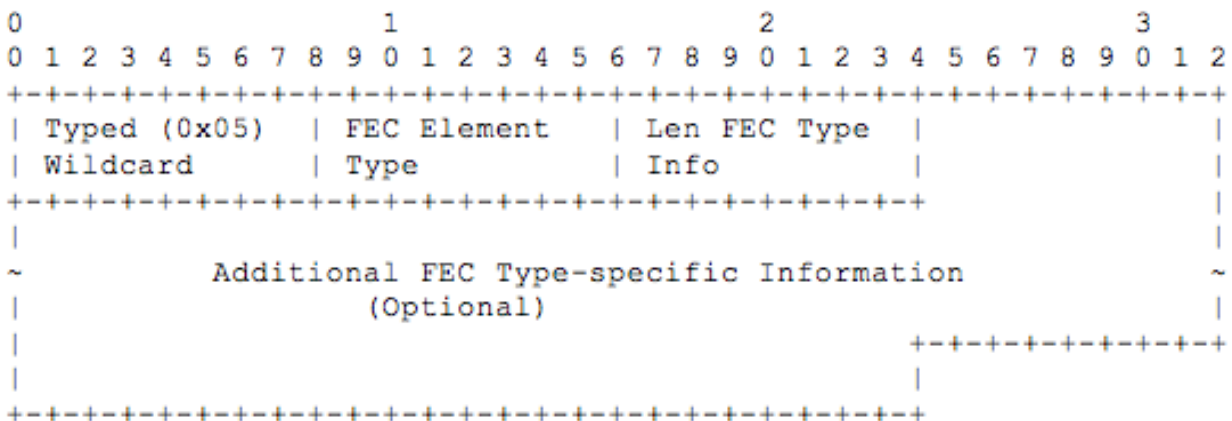 0                   1                   2                   3
0 1 2 3 4 5 6 7 8 9 0 1 2 3 4 5 6 7 8 9 0 1 2 3 4 5 6 7 8 9 0 1 2
+-+-+-+-+-+-+-+-+-+-+-+-+-+-+-+-+-+-+-+-+-+-+-+-+-+-+-+-+-+-+-+-+
| Typed (0x05)  | FEC Element   | Len FEC Type  |               |
| Wildcard      | Type          | Info          |               |
+-+-+-+-+-+-+-+-+-+-+-+-+-+-+-+-+-+-+-+-+-+-+-+-+               |
|                                                               |
~          Additional FEC Type-specific Information             ~
|                  (Optional)                                   |
|                                               +-+-+-+-+-+-+-+-+
|                                               |
+-+-+-+-+-+-+-+-+-+-+-+-+-+-+-+-+-+-+-+-+-+-+-+-+